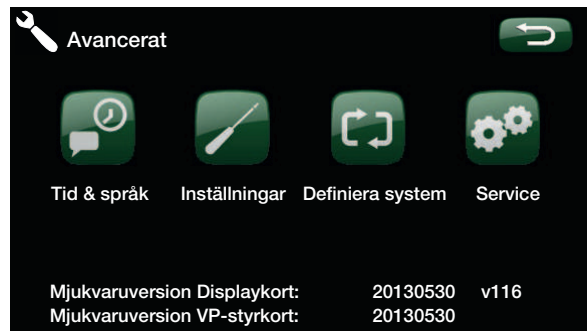 Avancerat
Tid & språk Inställningar Definiera system Service
Mjukvaruversion Displaykort: 20130530 v116
Mjukvaruversion VP-styrkort: 20130530